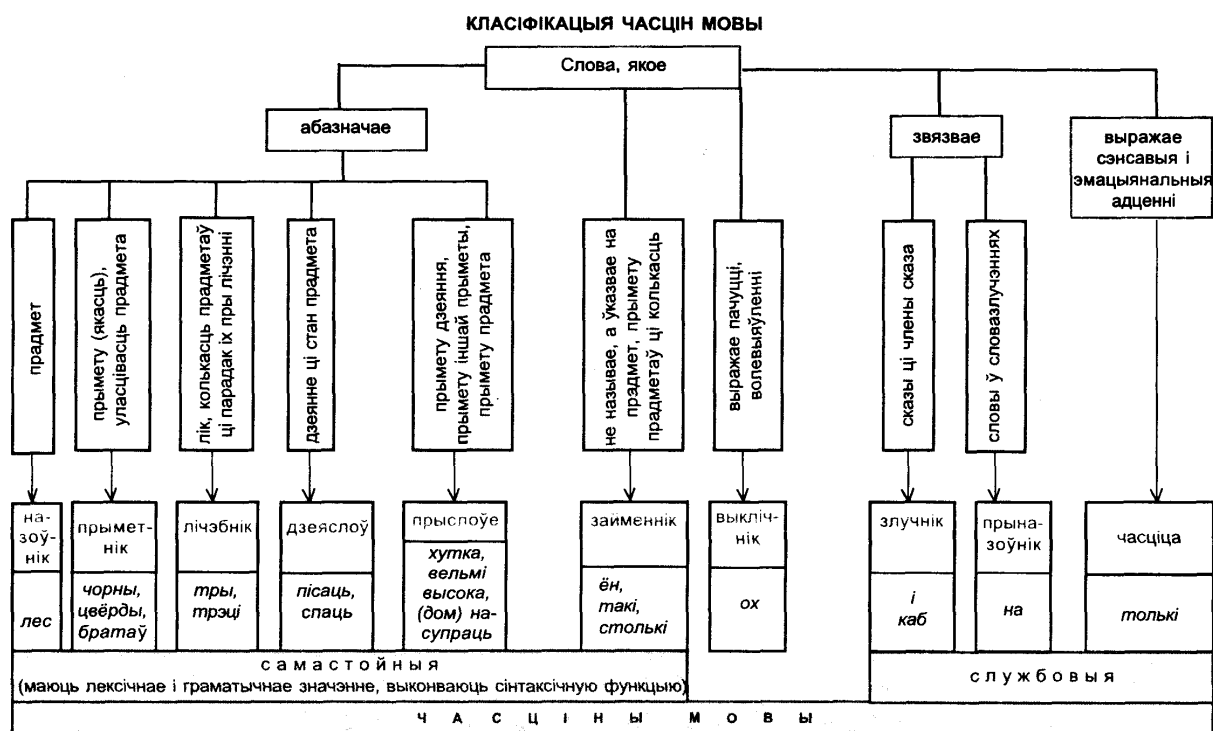 КЛАСІФІКАЦЫЯ ЧАСЦІН МОВЫ
Слова, якое
абазначае
звязвае
выражае
сэнсавыя і
эмацыянальныя
адценні
прадмет
прымету (якасць),
уласцівасць прадмета
лік, колькасць прадметаў
ці парадак іх пры лічэнні
дзеянне ці стан прадмета
прымету дзеяння,
прымету іншай прыметы,
прымету прадмета
не называе, а ўказвае на
прадмет, прымету
прадметаў ці колькасць
выражае пачуцці,
волевыяўленні
сказы ці члены сказа
словы ў словазлучэннях
на-
зоў-
нік
прымет-
нік
лічэбнік
дзеяслоў
прыслоўе
займеннік
выкліч-
нік
злучнік
прына-
зоўнік
часціца
лес
чорны,
цвёрды,
братаў
тры,
трэці
пісаць,
спаць
хутка,
вельмі
высока,
(дом) на-
супраць
ён,
такі,
столькі
ох
і
каб
на
толькі
самастойныя
(маюць лексічнае і граматычнае значэнне, выконваюць сінтаксічную функцыю)
службовыя
ЧАСЦІНЫ МОВЫ